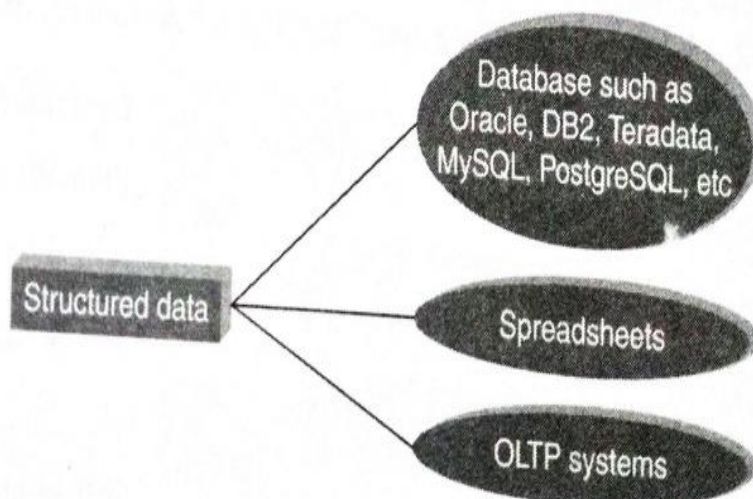 Database such as
Oracle, DB2, Teradata,
MySQL, PostgreSQL, etc
Structured data
Spreadsheets
OLTP systems